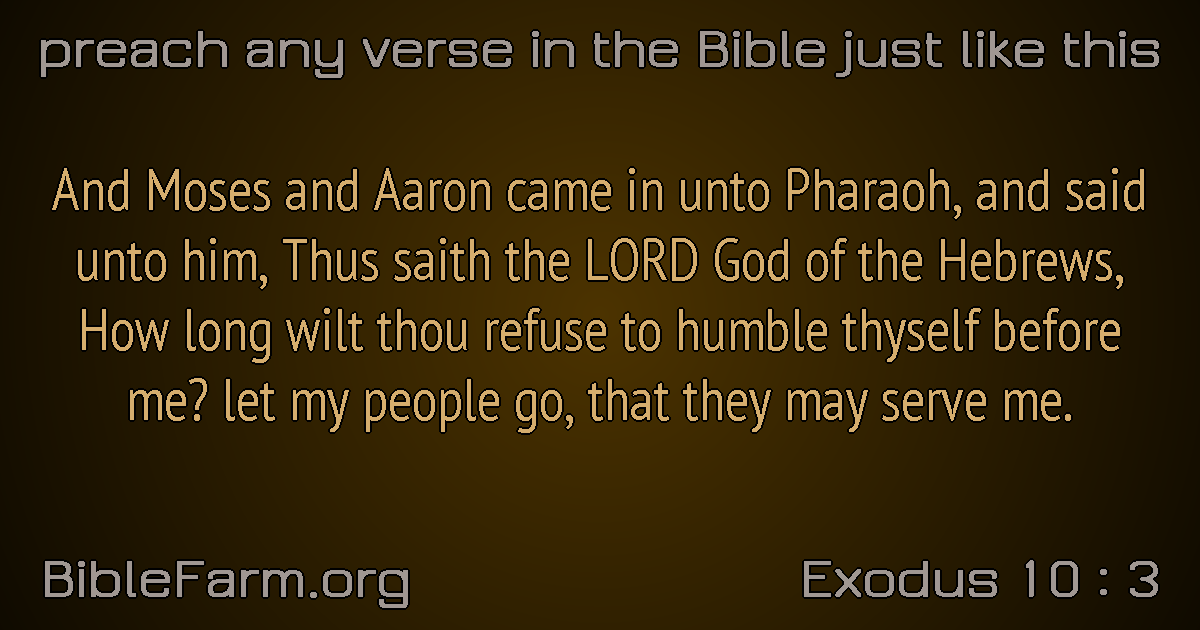 preach any verse in the Bible just like this
And Moses and Aaron came in unto Pharaoh, and said
unto him, Thus saith the LORD God of the Hebrews,
How long wilt thou refuse to humble thyself before
me? let my people go, that they may serve me.
BibleFarm.org
Exodus 10 : 3